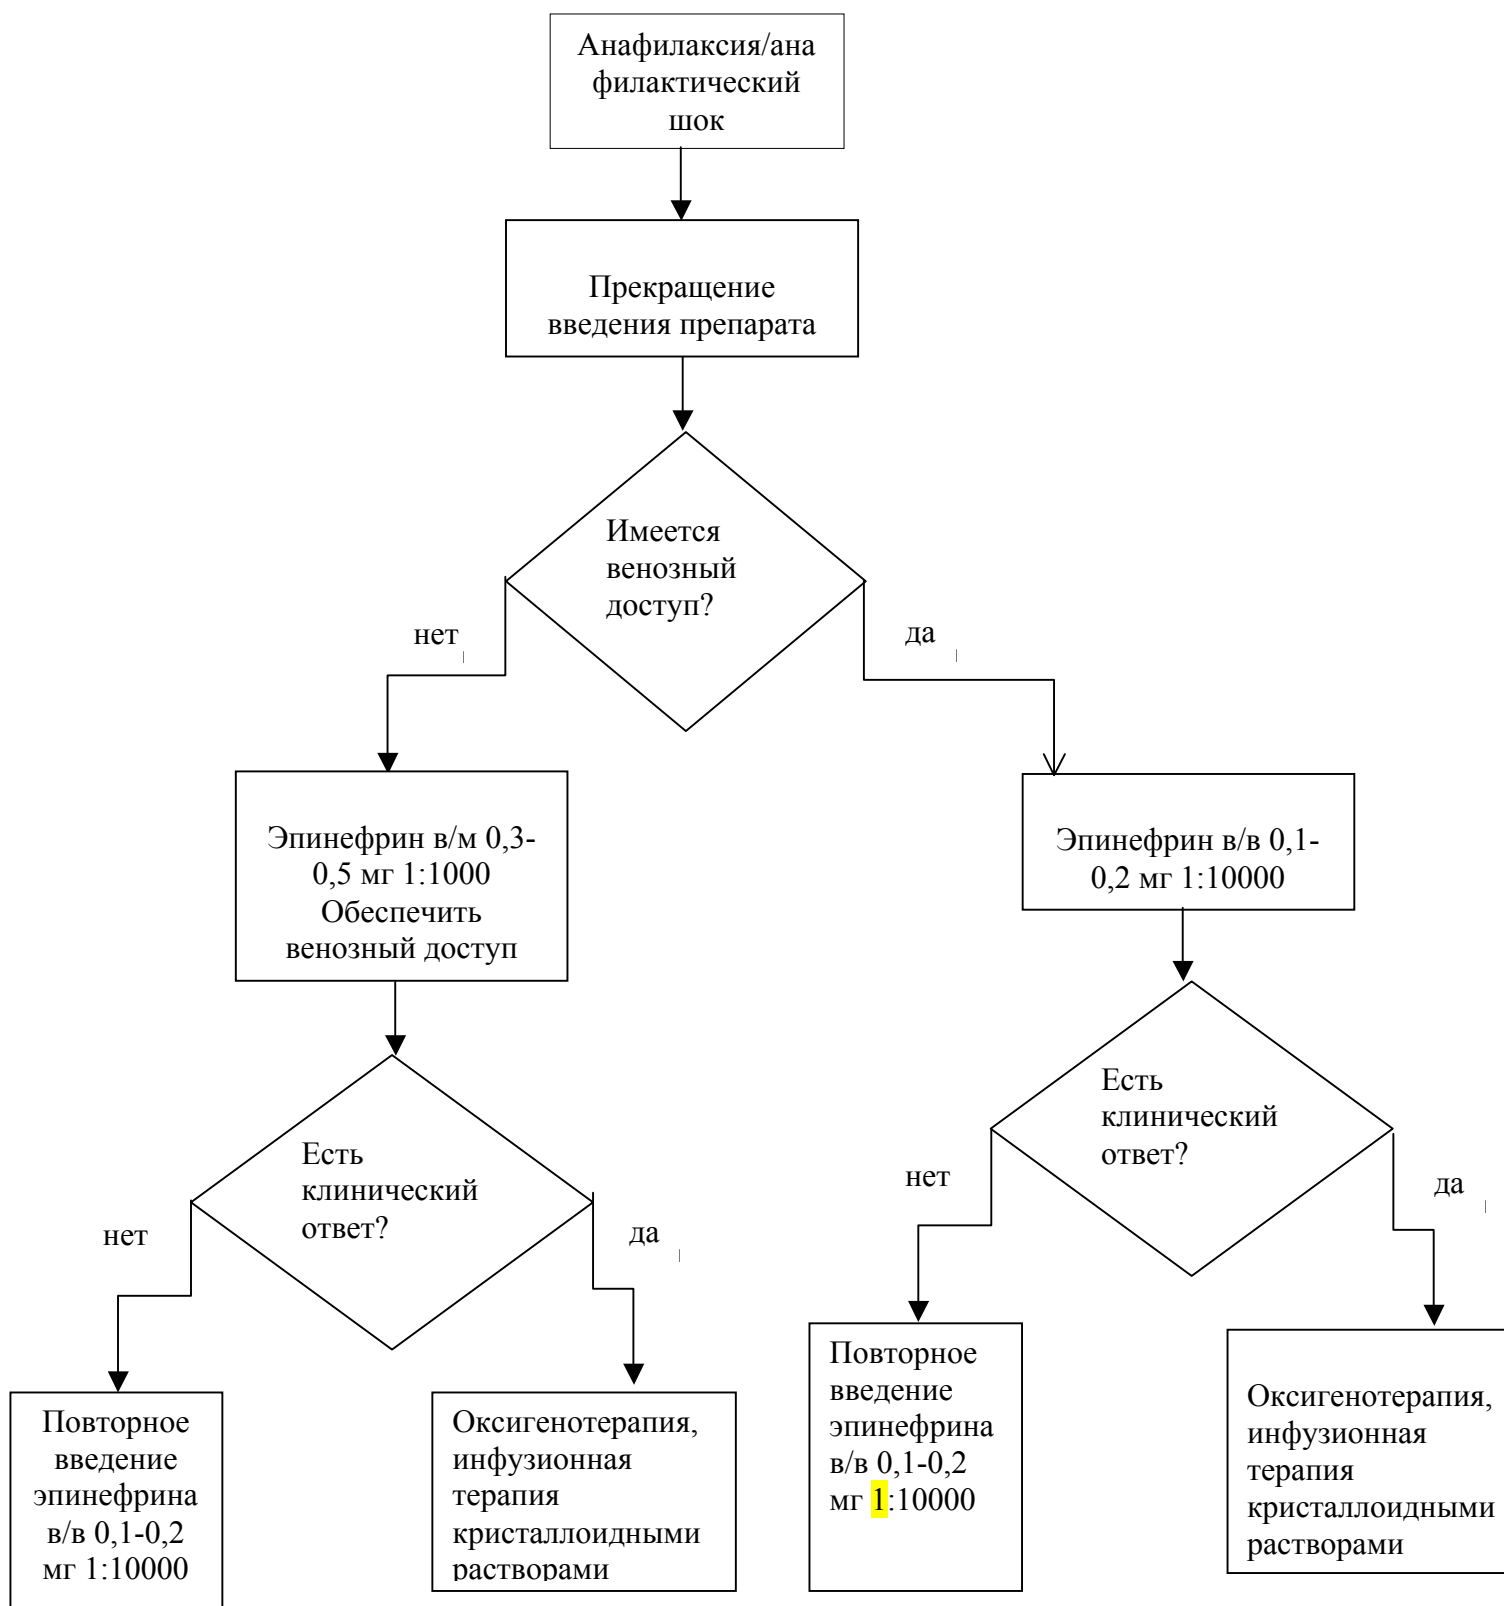 Анафилаксия/ана
филактический
шок
Прекращение
введения препарата
Имеется
венозный
доступ?
нет
да
Эпинефрин в/м 0,3-
0,5 мг 1:1000
Обеспечить
венозный доступ
Эпинефрин в/в 0,1-
0,2 мг 1:10000
Есть
клинический
ответ?
нет
да
Есть
клинический
ответ?
нет
да
Повторное
введение
эпинефрина
в/в 0,1-0,2
мг 1:10000
Оксигенотерапия,
инфузионная
терапия
кристаллоидными
растворами
Повторное
введение
эпинефрина
в/в 0,1-0,2
мг 1:10000
Оксигенотерапия,
инфузионная
терапия
кристаллоидными
растворами